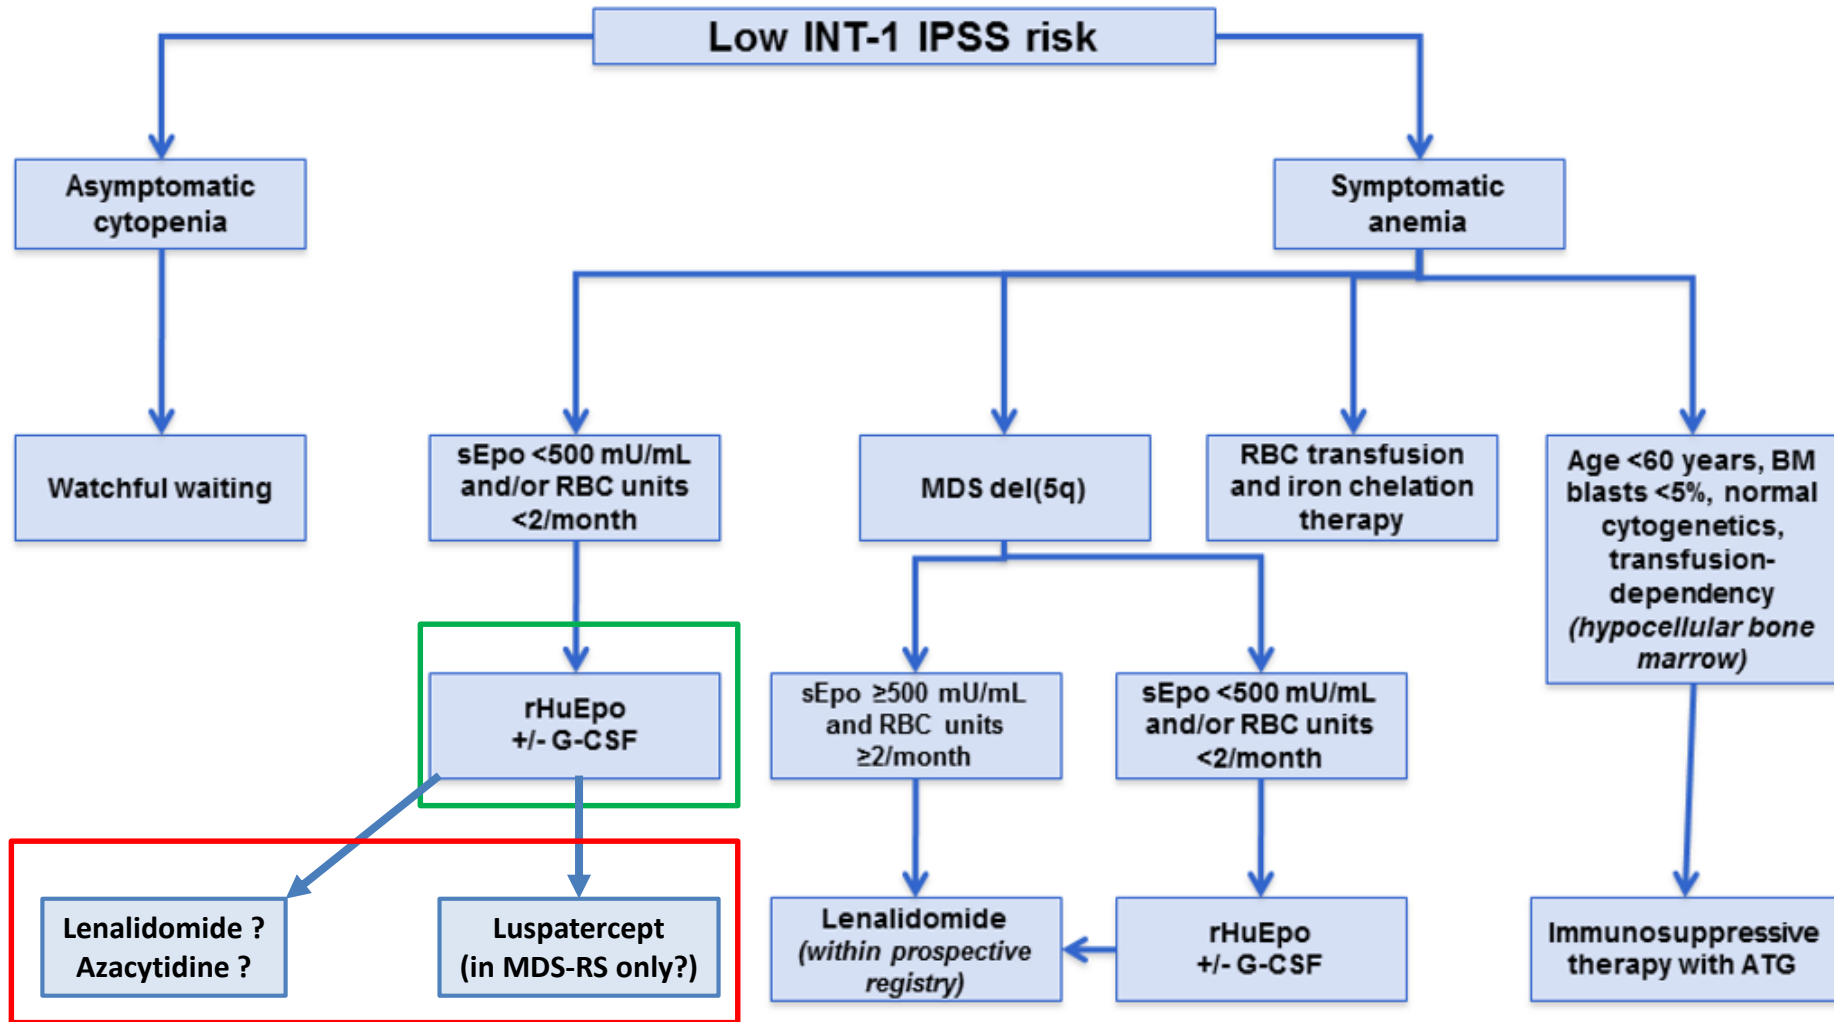 Low INT-1 IPSS risk
Asymptomatic
cytopenia
Symptomatic
anemia
Watchful waiting
sEpo <500 mU/mL
and/or RBC units
<2/month
MDS del(5q)
RBC transfusion
and iron chelation
therapy
Age <60 years, BM
blasts <5%, normal
cytogenetics,
transfusion-
dependency
(hypocellular bone
marrow)
rHuEpo
+/- G-CSF
sEpo ≥500 mU/mL
and RBC units
≥2/month
sEpo <500 mU/mL
and/or RBC units
<2/month
Lenalidomide ?
Azacytidine ?
Luspatercept
(in MDS-RS only?)
Lenalidomide
(within prospective
registry)
rHuEpo
+/- G-CSF
Immunosuppressive
therapy with ATG